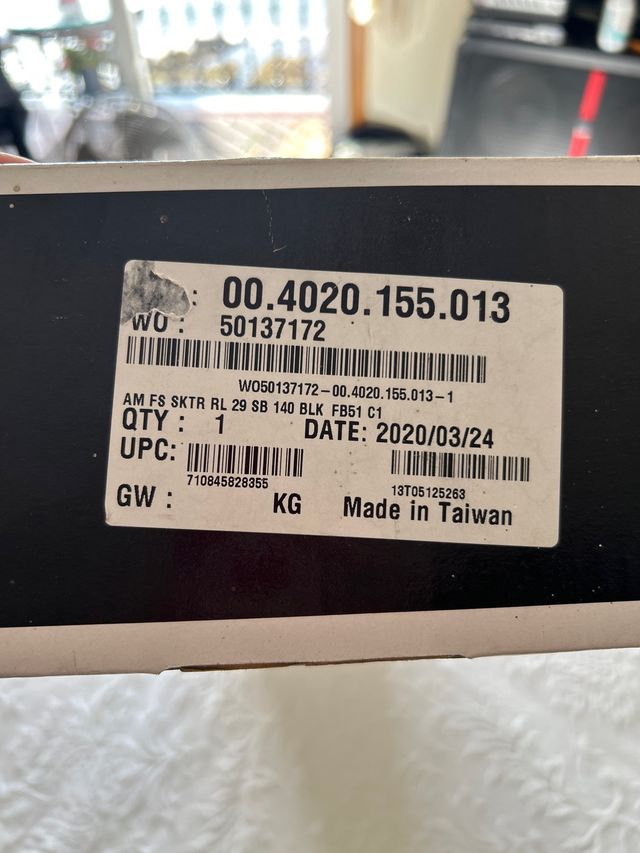 : 00.4020.155.013
WO : 50137172
WO50137172-00.4020.155.013-1
AM FS SKTR RL 29 SB 140 BLK FB51 C1
QTY : 1 DATE: 2020/03/24
UPC:
710845828355 13T05125263
GW : KG Made in Taiwan